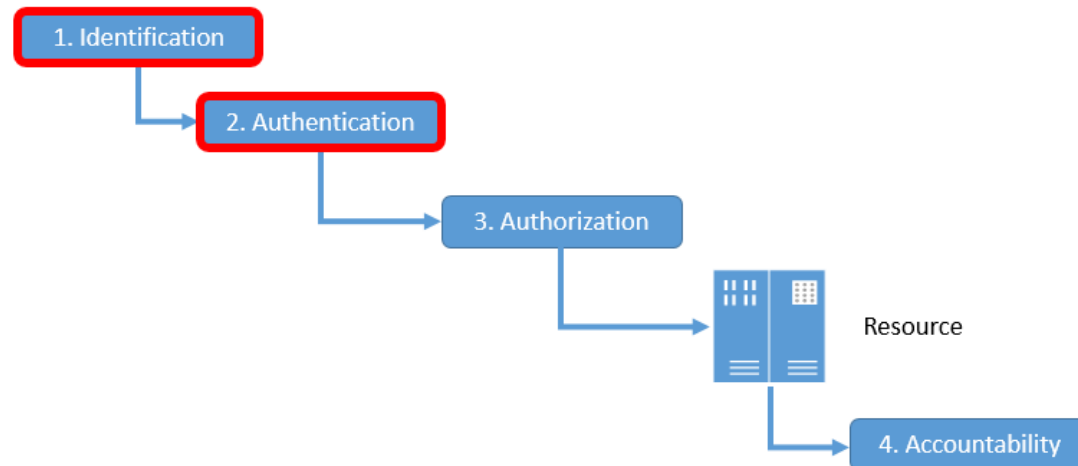 1. Identification
2. Authentication
3. Authorization
Resource
4. Accountability